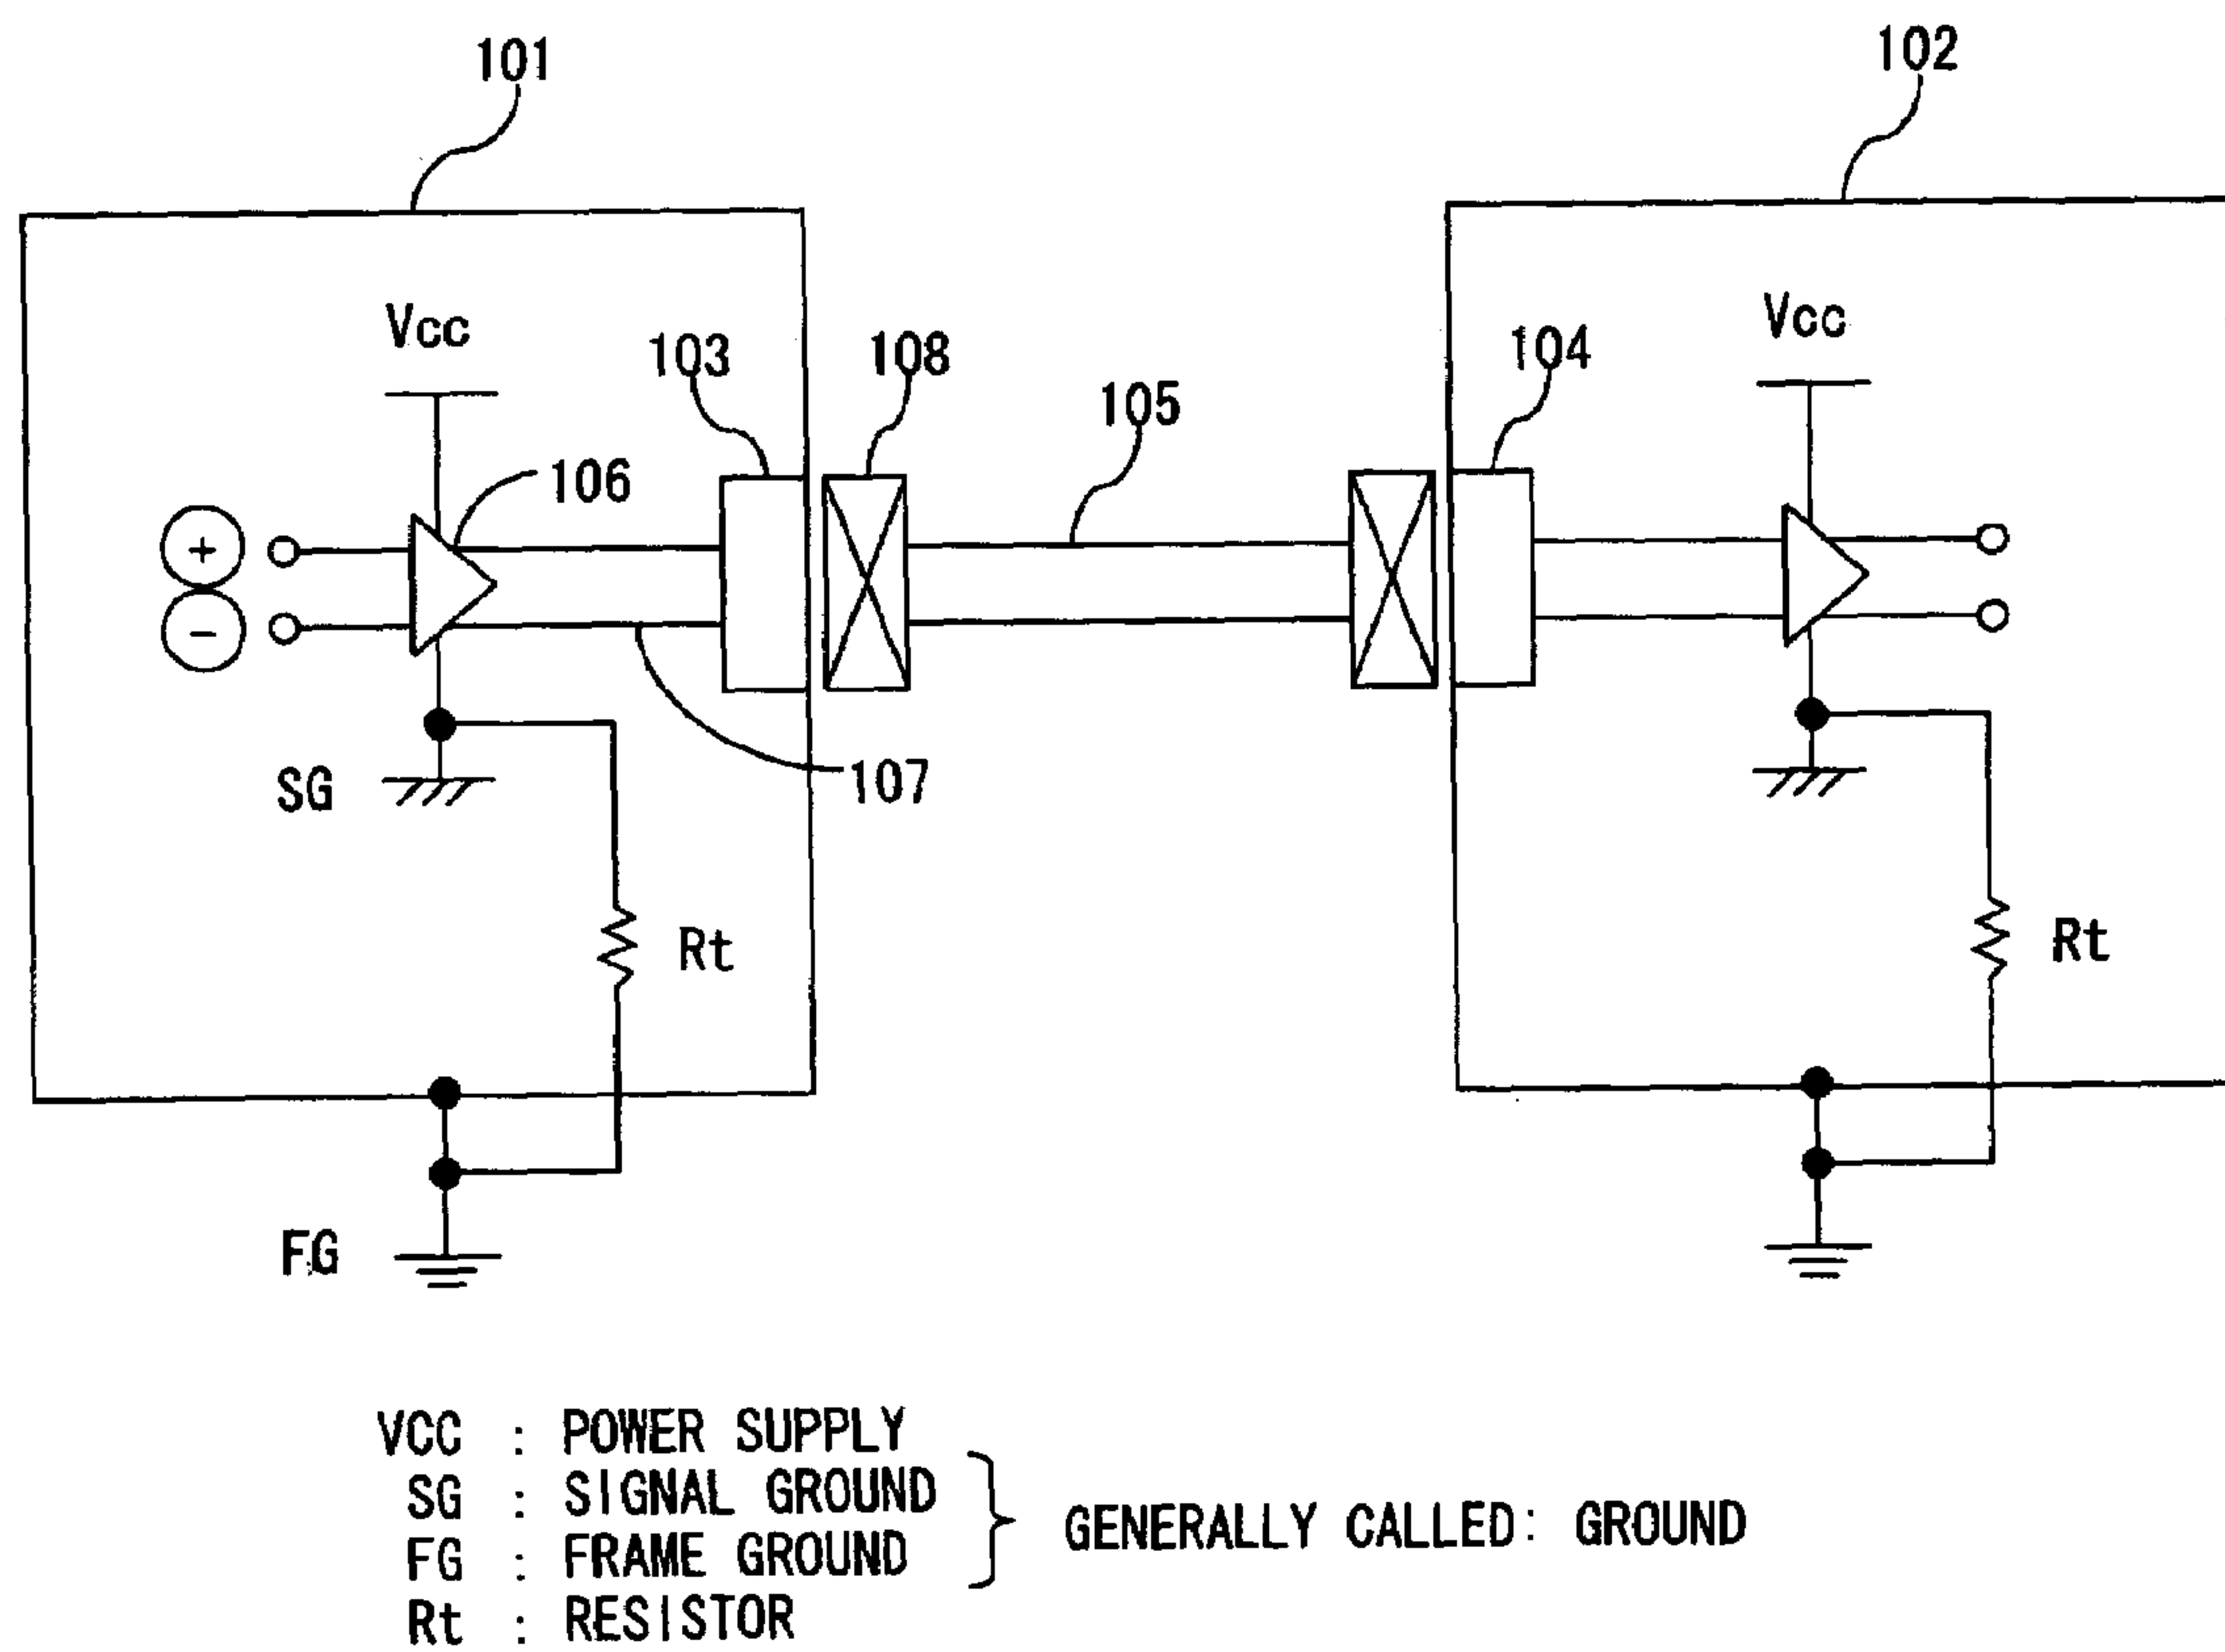 101
102
Vcc
Vcc
103
108
104
105
106
+
-
107
SG
Rt
Rt
FG
VCC : POWER SUPPLY
SG : SIGNAL GROUND
FG : FRAME GROUND
GENERALLY CALLED: GROUND
Rt : RESISTOR